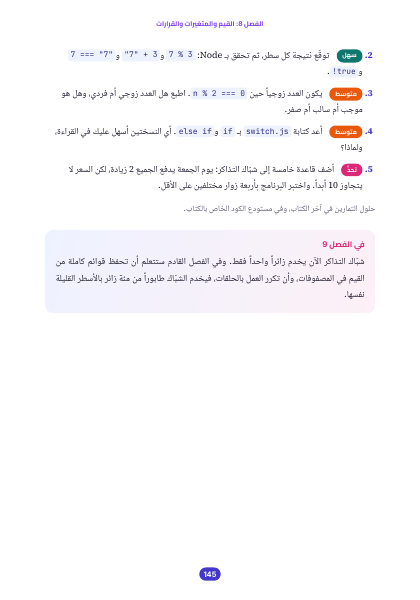 الفصل 8: القيم والمتغيرات والقرارات
2. سهل توقّع نتيجة كل سطر، ثم تحقق بـ Node: 7 % 3 و "7" + 3 و 7 === "7"
و !true .
3. متوسط يكون العدد زوجياً حين n % 2 === 0 . اطبع هل العدد زوجي أم فردي، وهل هو
موجب أم سالب أم صفر.
4. متوسط أعد كتابة switch.js بـ if و else if . أي النسختين أسهل عليك في القراءة،
ولماذا؟
5. تحدٍّ أضف قاعدة خامسة إلى شبّاك التذاكر: يوم الجمعة يدفع الجميع 2 زيادة، لكن السعر لا
يتجاوز 10 أبداً. واختبر البرنامج بأربعة زوار مختلفين على الأقل.
حلول التمارين في آخر الكتاب، وفي مستودع الكود الخاص بالكتاب.
في الفصل 9
شبّاك التذاكر الآن يخدم زائراً واحداً فقط. وفي الفصل القادم ستتعلم أن تحفظ قوائم كاملة من
القيم في المصفوفات، وأن تكرر العمل بالحلقات، فيخدم الشبّاك طابوراً من مئة زائر بالأسطر القليلة
نفسها.
145